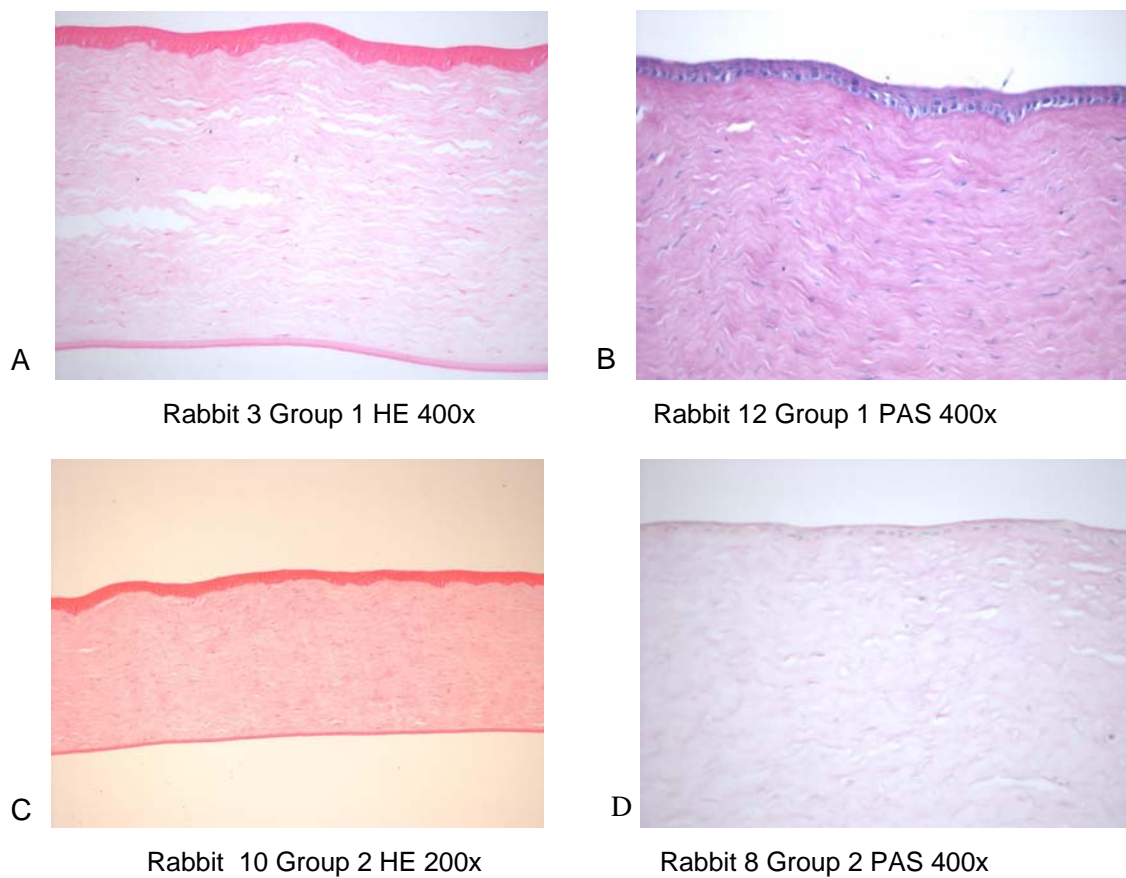 A
B
Rabbit 3 Group 1 HE 400x
Rabbit 12 Group 1 PAS 400x
C
D
Rabbit  10 Group 2 HE 200x
Rabbit 8 Group 2 PAS 400x